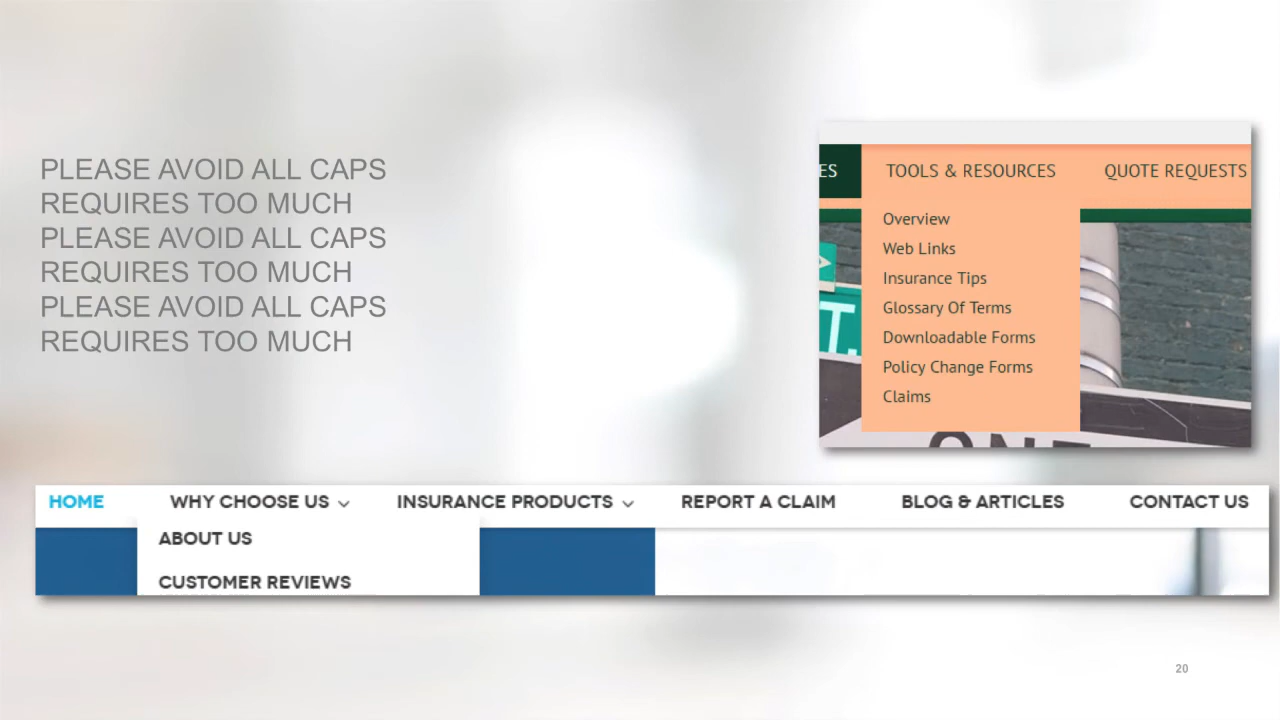 PLEASE AVOID ALL CAPS
REQUIRES TOO MUCH
PLEASE AVOID ALL CAPS
REQUIRES TOO MUCH
PLEASE AVOID ALL CAPS
REQUIRES TOO MUCH
ES TOOLS & RESOURCES QUOTE REQUESTS
Overview
Web Links
Insurance Tips
Glossary Of Terms
Downloadable Forms
Policy Change Forms
Claims
T.
ONE
HOME WHY CHOOSE US INSURANCE PRODUCTS REPORT A CLAIM BLOG & ARTICLES CONTACT US
ABOUT US
CUSTOMER REVIEWS
20